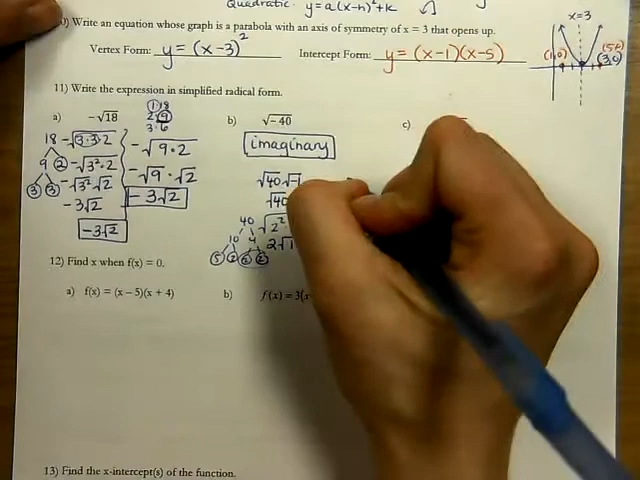 Quadratic: y=a(x-h)²+k
) Write an equation whose graph is a parabola with an axis of symmetry of x = 3 that opens up.
x=3
Vertex Form: y = (x-3)²
Intercept Form: y = (x-1)(x-5)
(1,0)
(3,0)
11) Write the expression in simplified radical form.
a) -√18
b) √-40
c)
1·18
2·9
3·6
imaginary
18 -√3·3·2
-√9·2
9 2 -√3²·2
√40√-1
3 3 -√3²√2
-√9·√2
√40
-3√2
-3√2
40 √2²
-3√2
10 4 2√1
5 2 2 2
12) Find x when f(x) = 0.
a) f(x) = (x – 5)(x + 4)
b) f(x) = 3(x
13) Find the x-intercept(s) of the function.